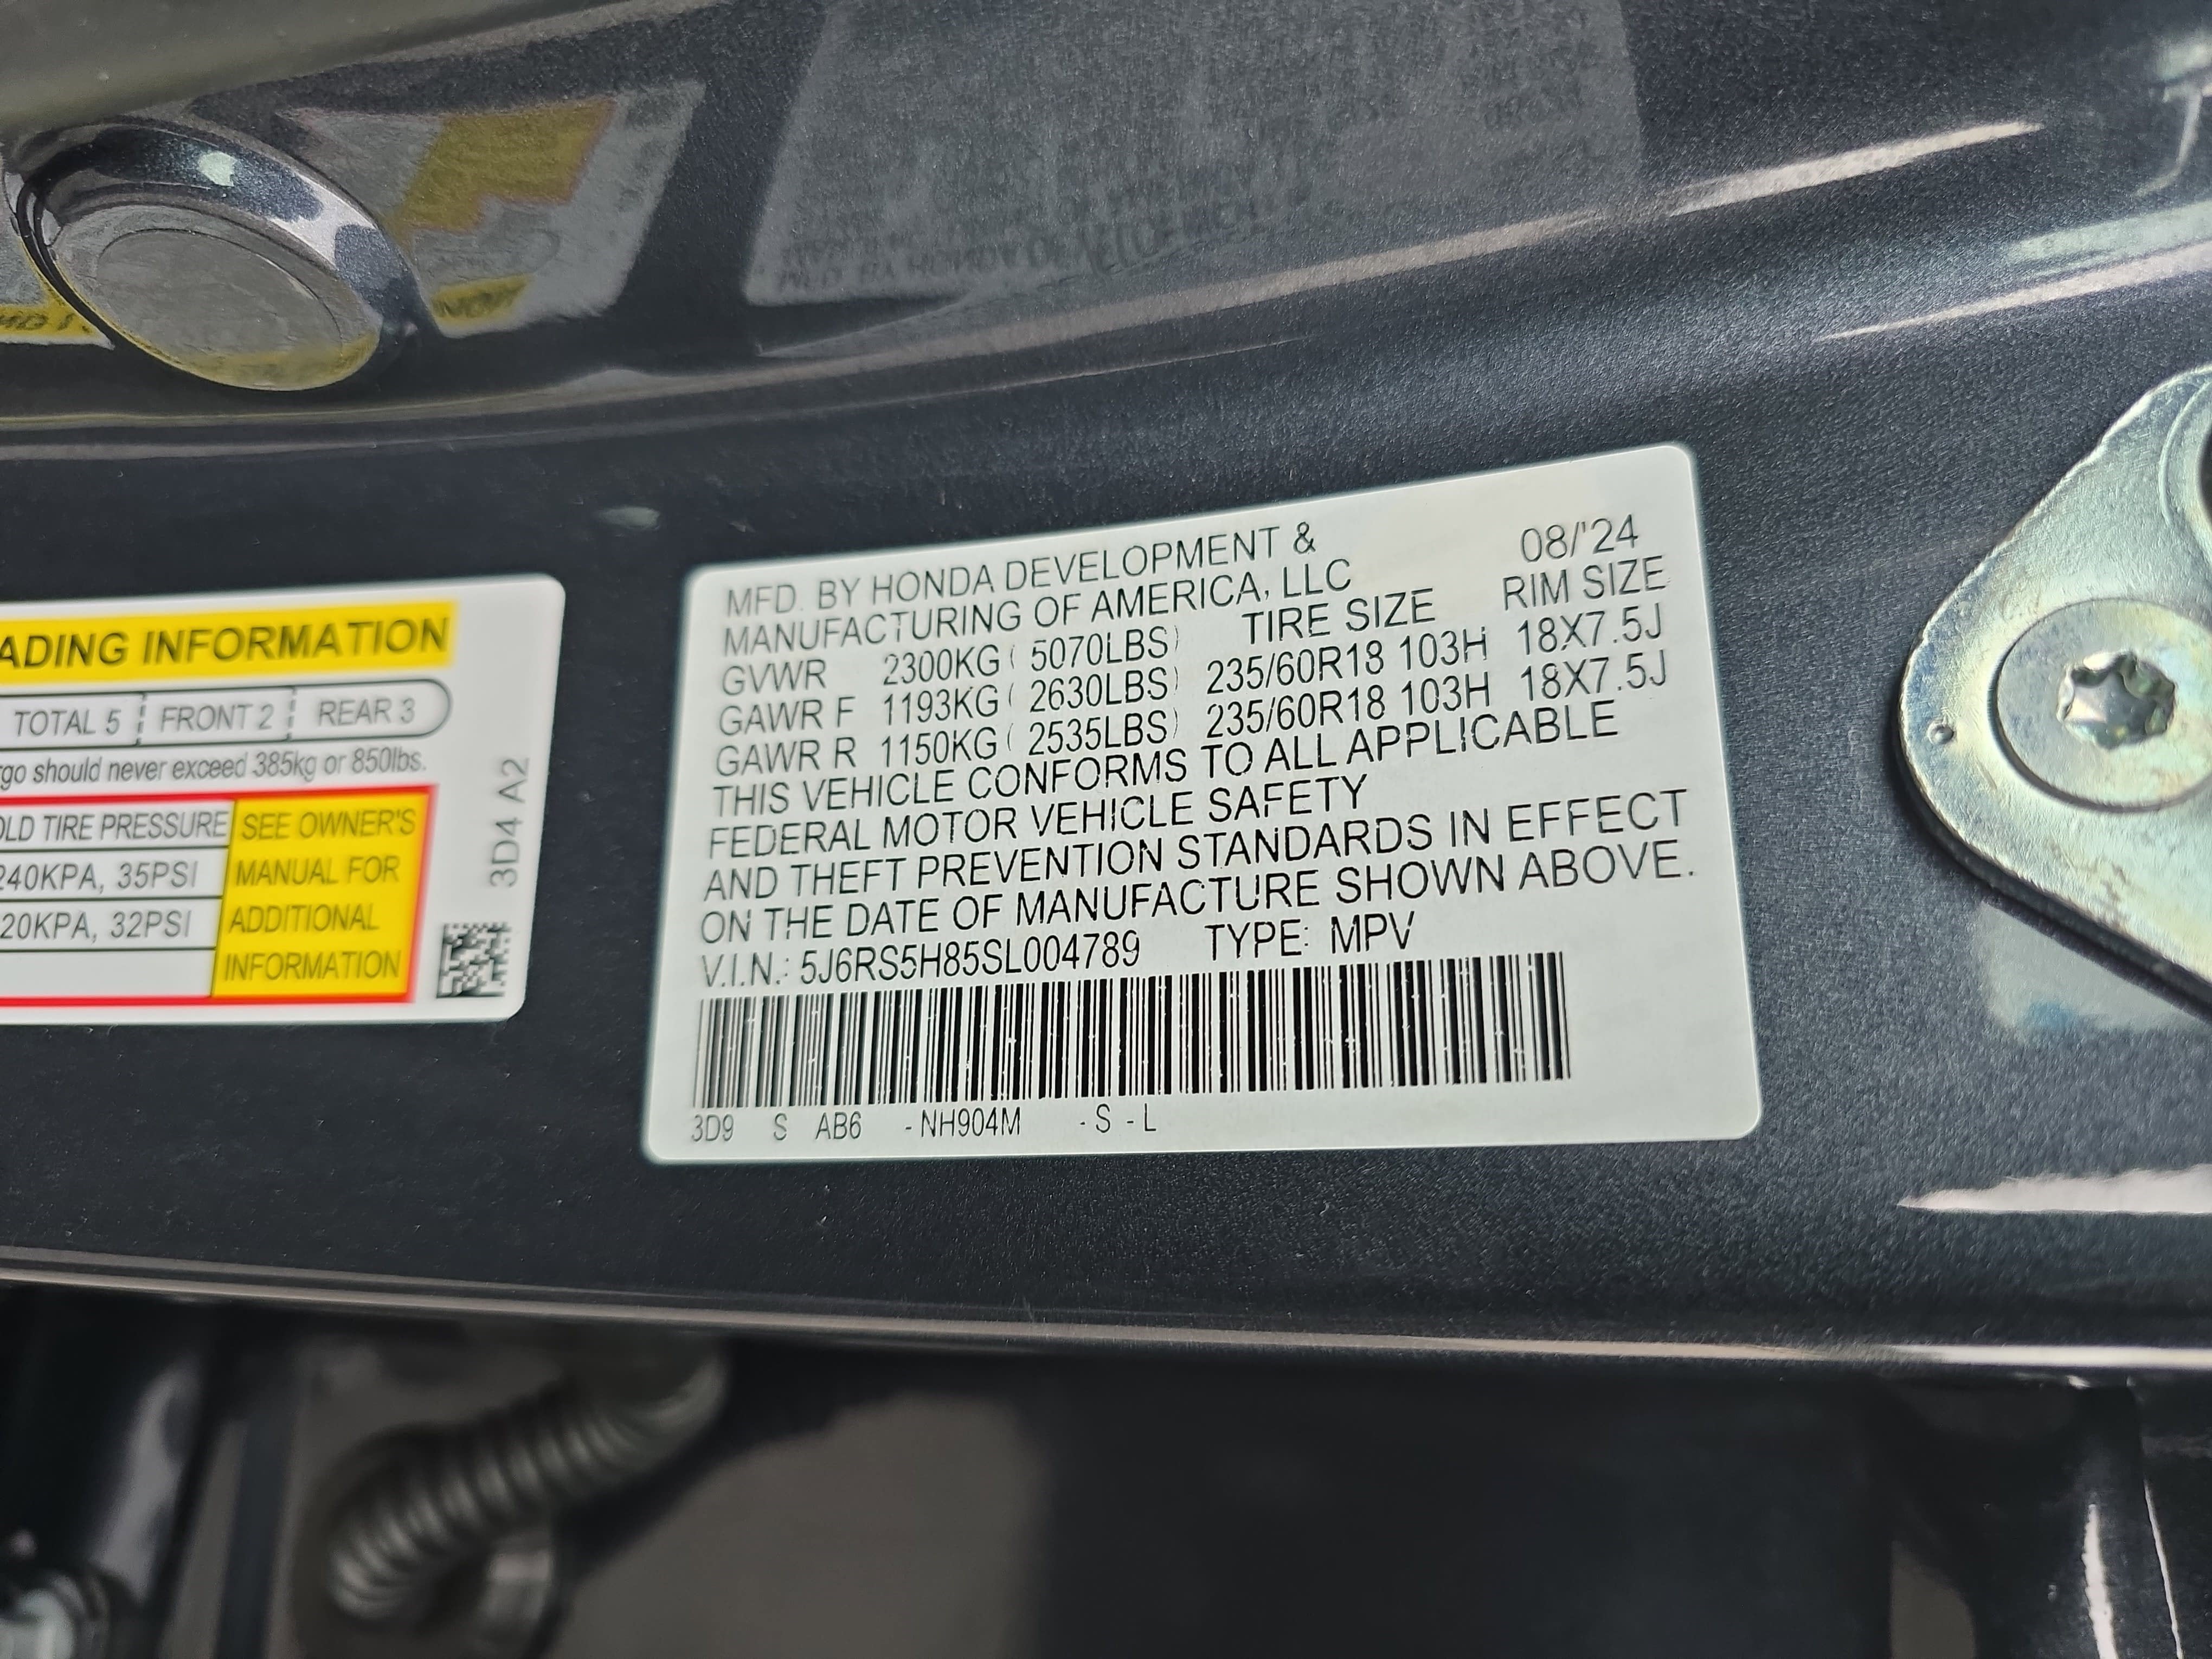 ADING INFORMATION
TOTAL 5 FRONT 2 REAR 3
should never exceed 385kg or 850lbs.
TIRE PRESSURE SEE OWNER'S
240KPA, 35PSI MANUAL FOR
20KPA, 32PSI ADDITIONAL
INFORMATION
3D4 A2
MFD. BY HONDA DEVELOPMENT & 08/'24
MANUFACTURING OF AMERICA, LLC RIM SIZE
TIRE SIZE
GVWR 2300KG ( 5070LBS)
GAWR F 1193KG ( 2630LBS) 235/60R18 103H 18X7.5J
GAWR R 1150KG ( 2535LBS) 235/60R18 103H 18X7.5J
THIS VEHICLE CONFORMS TO ALL APPLICABLE
FEDERAL MOTOR VEHICLE SAFETY
AND THEFT PREVENTION STANDARDS IN EFFECT
ON THE DATE OF MANUFACTURE SHOWN ABOVE.
V.I.N.: 5J6RS5H85SL004789 TYPE: MPV
3D9 S AB6 - NH904M - S - L